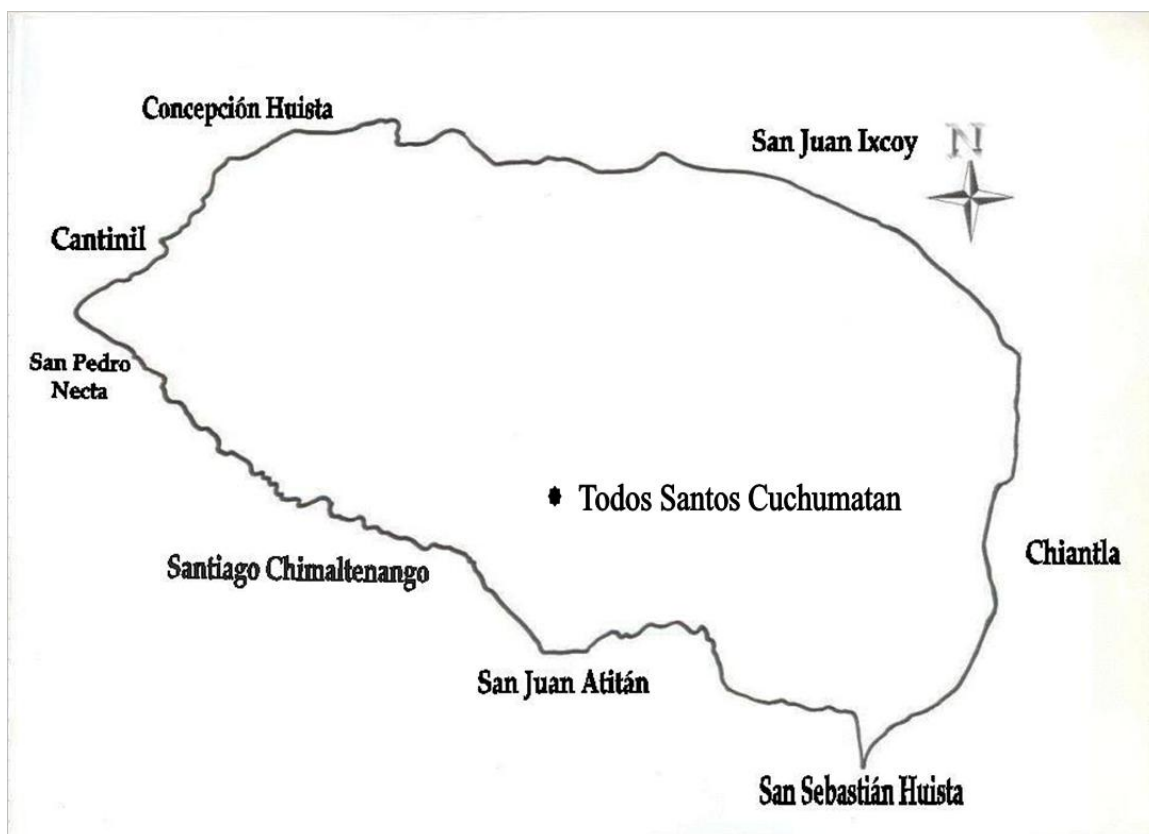 Concepción Huista
San Juan Ixcoy
N
Cantinil
San Pedro
Necta
Todos Santos Cuchumatan
Chiantla
Santiago Chimaltenango
San Juan Atitán
San Sebastián Huista